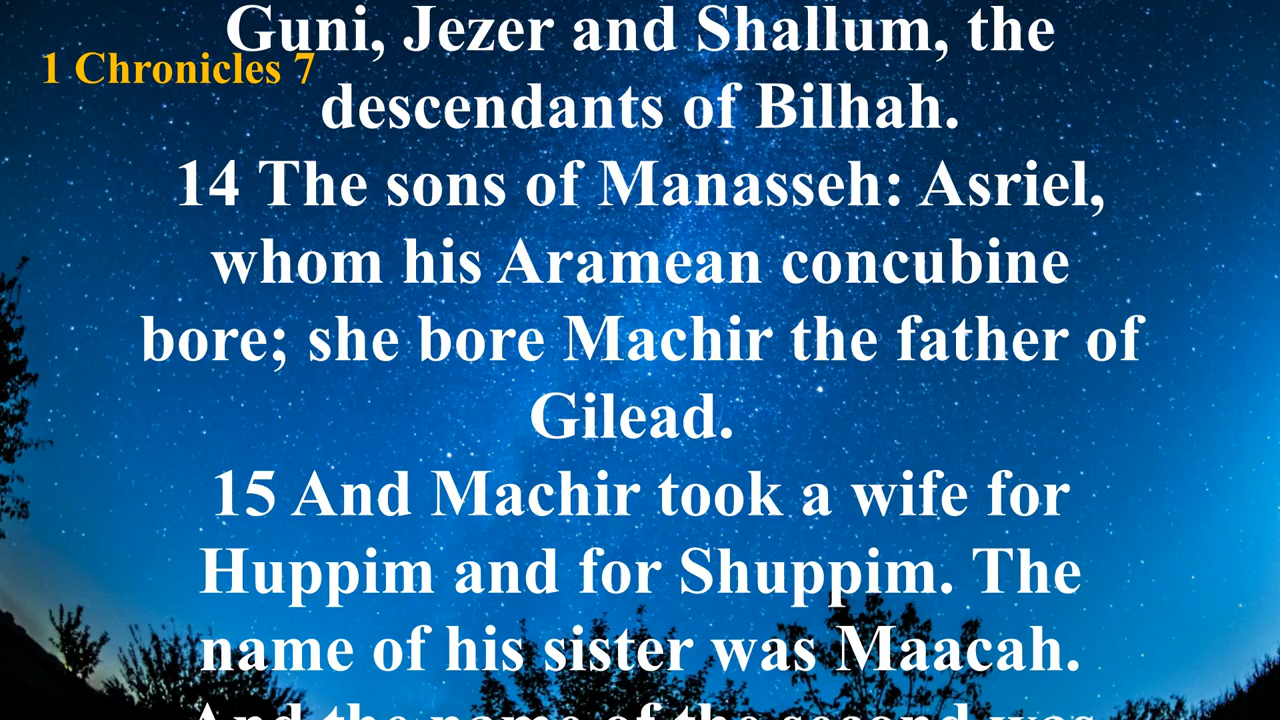 Guni, Jezer and Shallum, the
1 Chronicles 7
descendants of Bilhah.
14 The sons of Manasseh: Asriel,
whom his Aramean concubine
bore; she bore Machir the father of
Gilead.
15 And Machir took a wife for
Huppim and for Shuppim. The
name of his sister was Maacah.
And the name of the second was